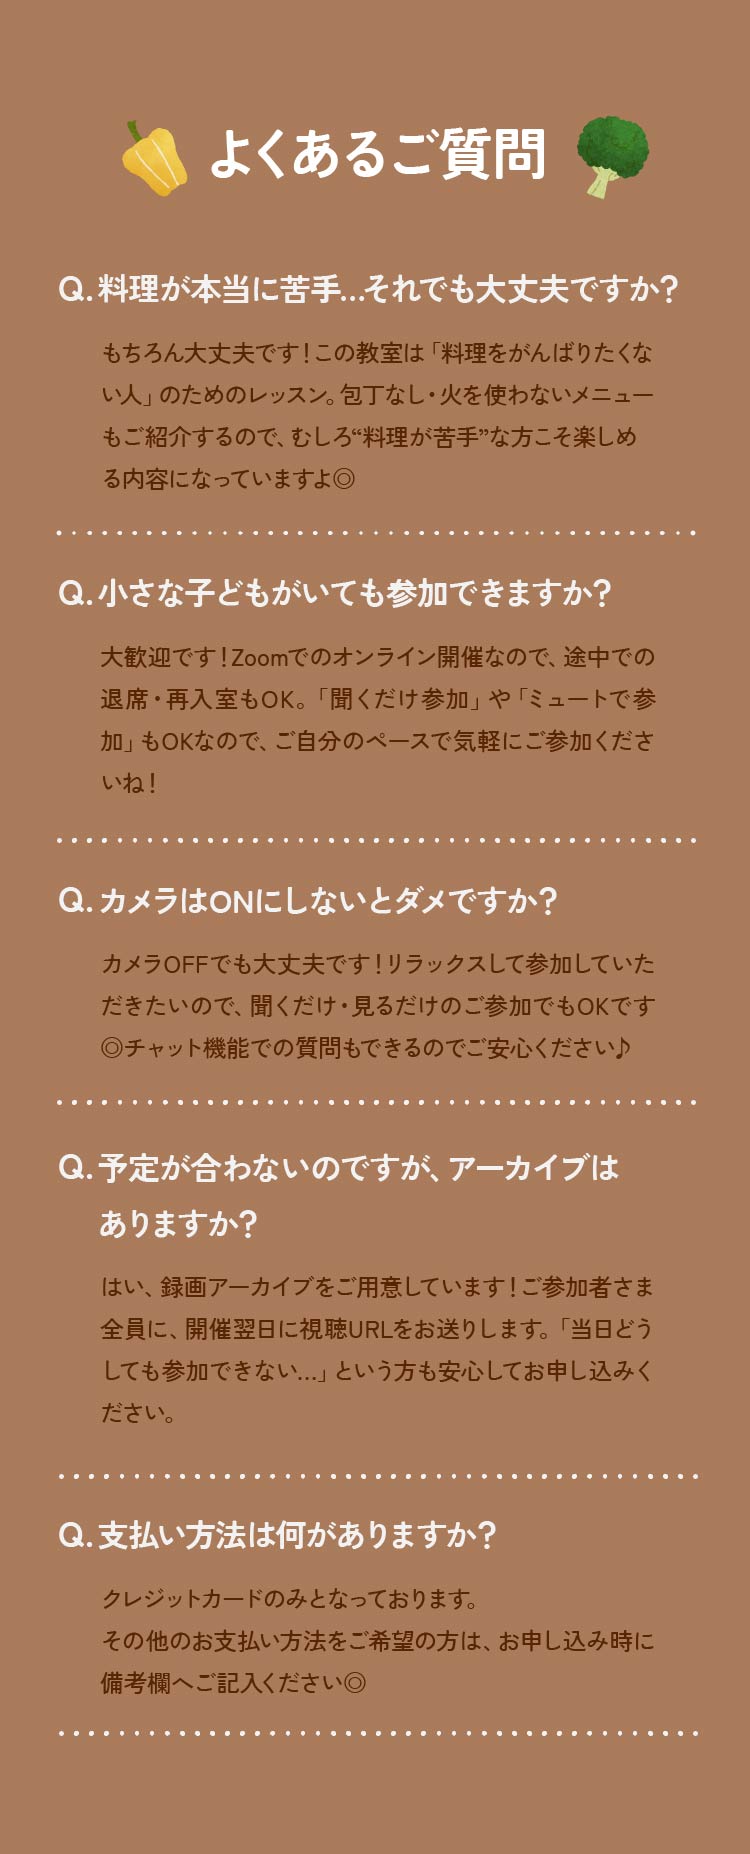 よくあるご質問
Q. 料理が本当に苦手…それでも大丈夫ですか？
もちろん大丈夫です！この教室は「料理をがんばりたくな
い人」のためのレッスン。包丁なし・火を使わないメニュー
もご紹介するので、むしろ“料理が苦手”な方こそ楽しめ
る内容になっていますよ◎
Q. 小さな子どもがいても参加できますか？
大歓迎です！Zoomでのオンライン開催なので、途中での
退席・再入室もOK。「聞くだけ参加」や「ミュートで参
加」もOKなので、ご自分のペースで気軽にご参加くださ
いね！
Q. カメラはONにしないとダメですか？
カメラOFFでも大丈夫です！リラックスして参加していた
だきたいので、聞くだけ・見るだけのご参加でもOKです
◎チャット機能での質問もできるのでご安心ください♪
Q. 予定が合わないのですが、アーカイブは
ありますか？
はい、録画アーカイブをご用意しています！ご参加者さま
全員に、開催翌日に視聴URLをお送りします。「当日どう
しても参加できない…」という方も安心してお申し込みく
ださい。
Q. 支払い方法は何がありますか？
クレジットカードのみとなっております。
その他のお支払い方法をご希望の方は、お申し込み時に
備考欄へご記入ください◎